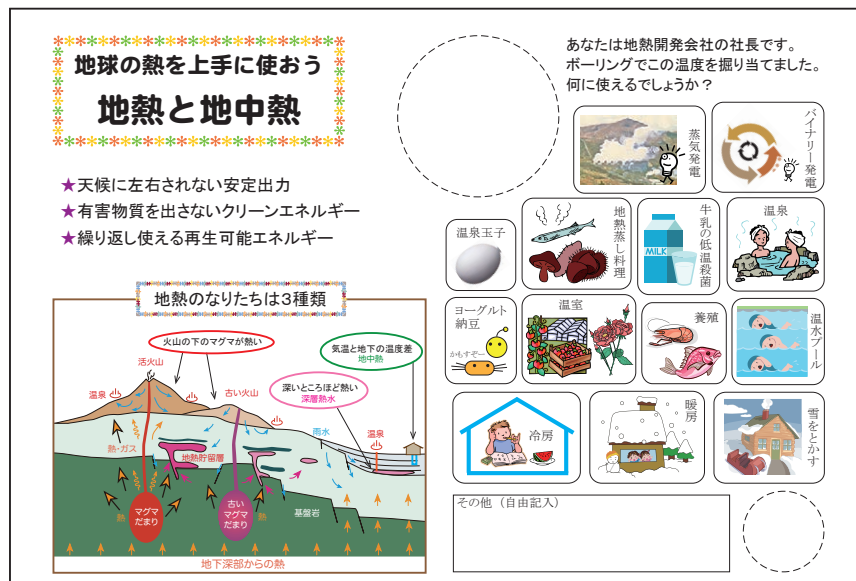 地球の熱を上手に使おう
地熱と地中熱
★天候に左右されない安定出力
★有害物質を出さないクリーンエネルギー
★繰り返し使える再生可能エネルギー
地熱のなりたちは3種類
火山の下のマグマが熱い
気温と地下の温度差
地中熱
活火山
深いところほど熱い
深層熱水
温泉
古い火山
雨水
温泉
熱・ガス
地熱貯留層
熱
マグマ
だまり
古い
マグマ
だまり
熱
基盤岩
地下深部からの熱
あなたは地熱開発会社の社長です。
ボーリングでこの温度を掘り当てました。
何に使えるでしょうか?
蒸気発電
バイナリー発電
温泉玉子
地熱蒸し料理
牛乳の低温殺菌
MILK
温泉
ヨーグルト
納豆
かもすぞー
温室
養殖
温水プール
冷房
暖房
雪をとかす
その他(自由記入)